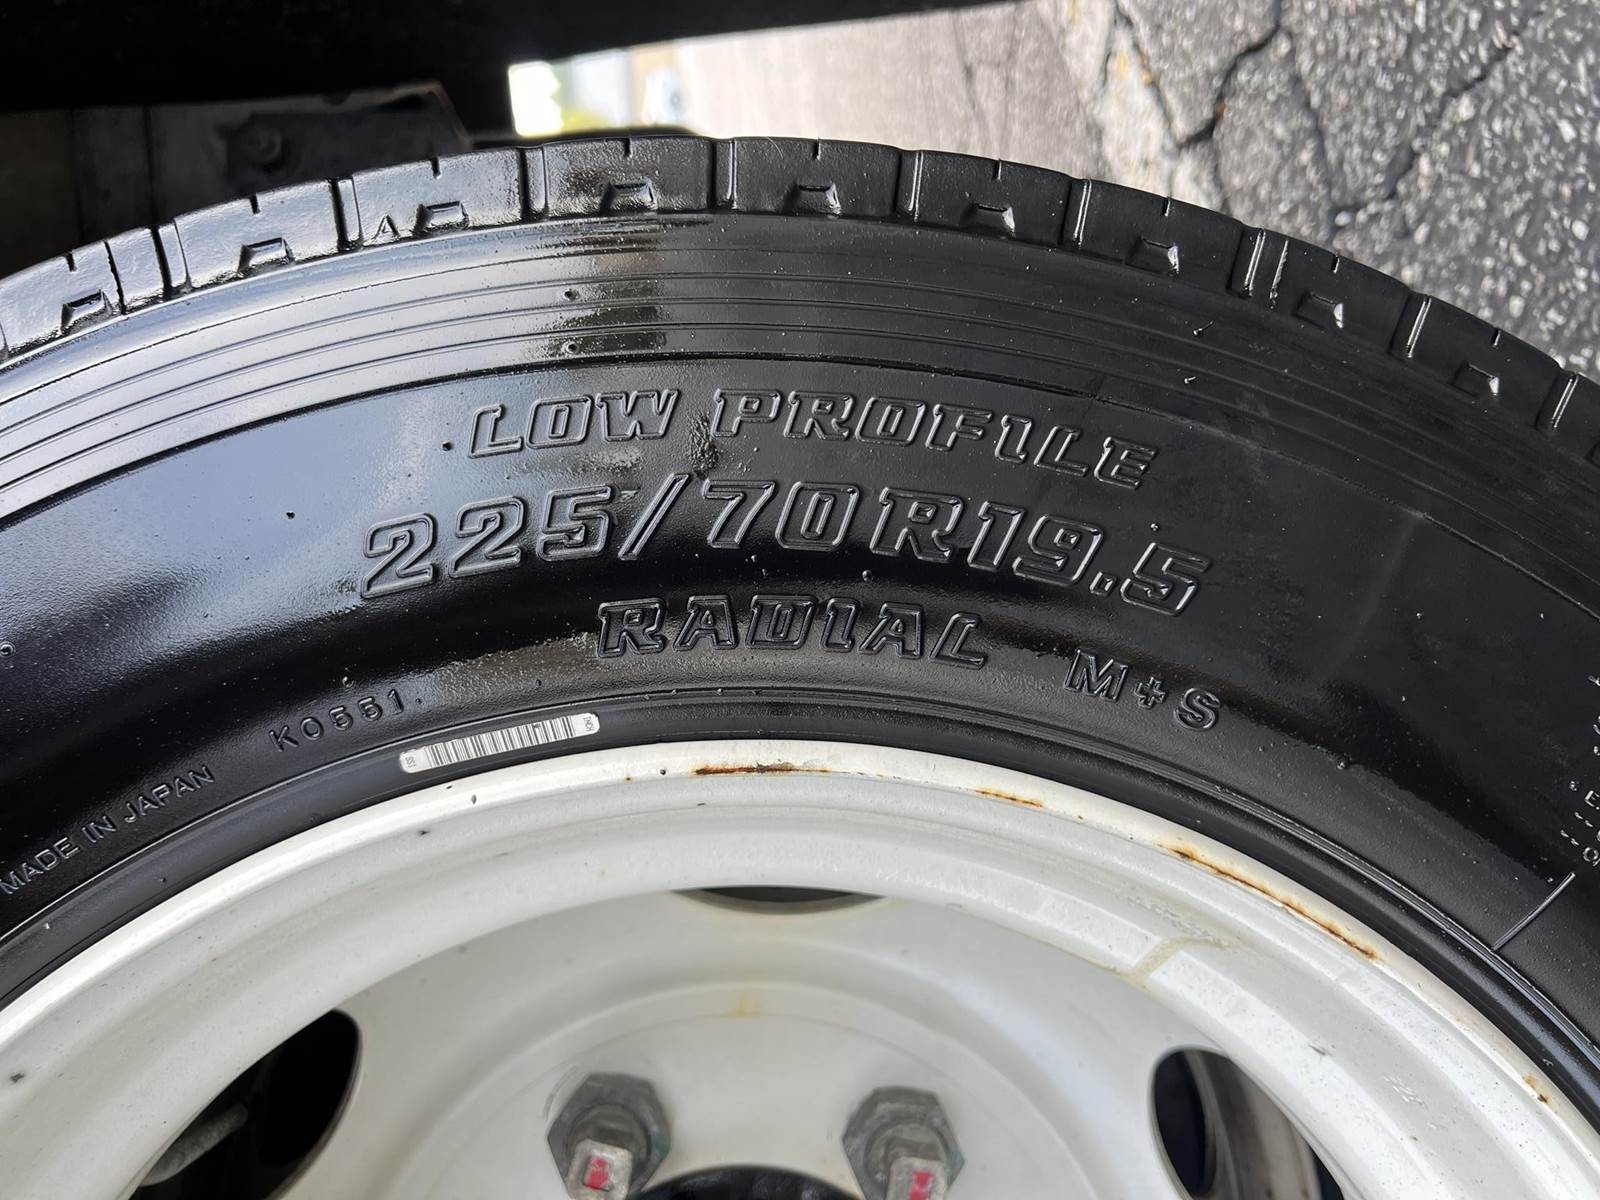 LOW PROFILE
225/70R19.5
RADIAL M+S
K0551
MADE IN JAPAN